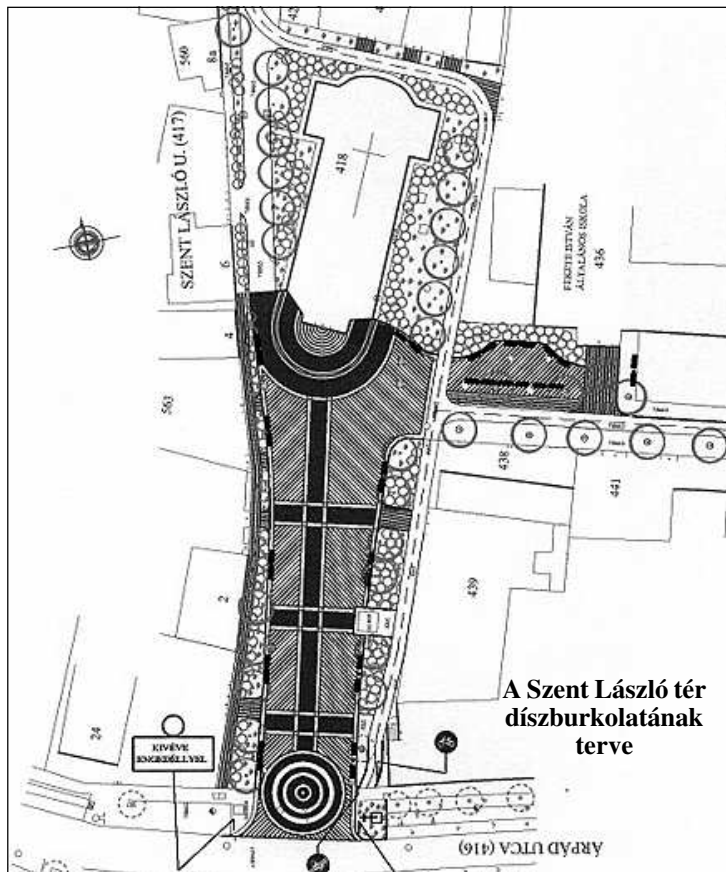 560
8a
SZENT LÁSZLÓ U. (417)
418
6
FEKETE ISTVÁN
ÁLTALÁNOS ISKOLA
436
4
563
438
441
2
439
24
A Szent László tér
díszburkolatának
terve
KIVÉVE
ENGEDÉLLYEL
ÁRPÁD UTCA (416)